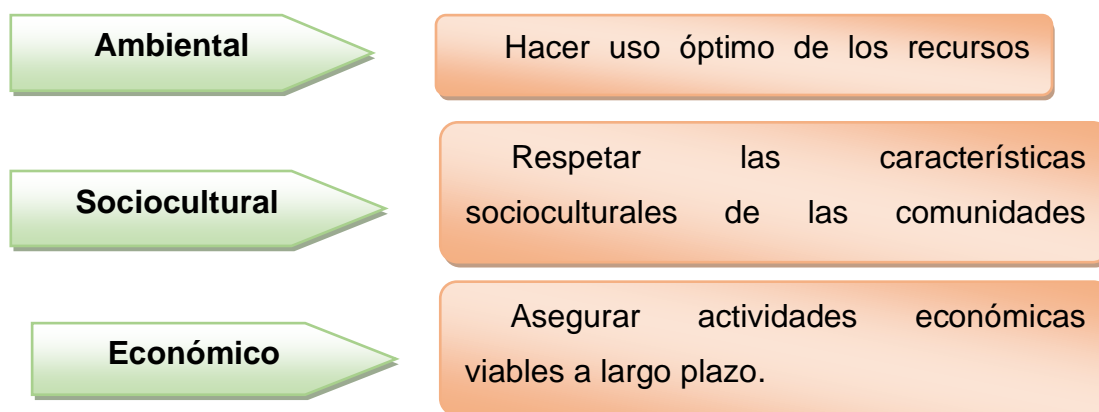 Ambiental
Hacer uso óptimo de los recursos
Sociocultural
Respetar las características
socioculturales de las comunidades
Económico
Asegurar actividades económicas
viables a largo plazo.